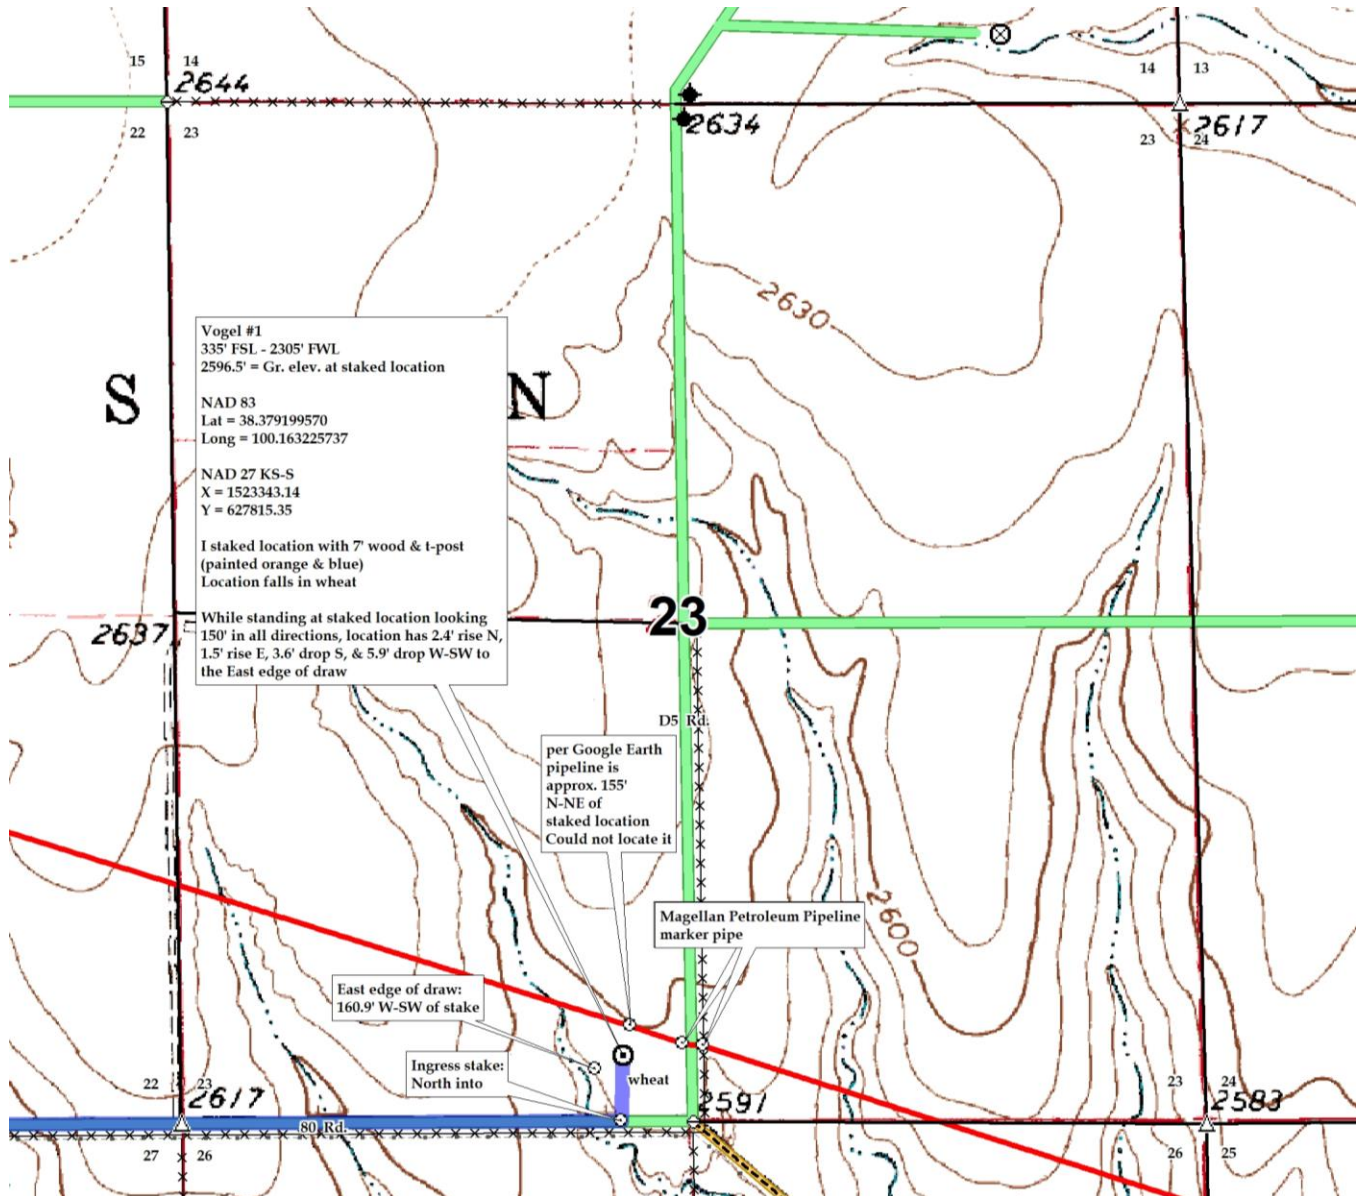 15 14
14 13
2644
22 23
2634
2617
23 24
2630
Vogel #1
335' FSL - 2305' FWL
2596.5' = Gr. elev. at staked location
NAD 83
Lat = 38.379199570
Long = 100.163225737
NAD 27 KS-S
X = 1523343.14
Y = 627815.35
I staked location with 7' wood & t-post
(painted orange & blue)
Location falls in wheat
While standing at staked location looking
150' in all directions, location has 2.4' rise N,
1.5' rise E, 3.6' drop S, & 5.9' drop W-SW to
the East edge of draw
S
N
23
2637
D5 Rd.
per Google Earth
pipeline is
approx. 155'
N-NE of
staked location
Could not locate it
2600
Magellan Petroleum Pipeline
marker pipe
East edge of draw:
160.9' W-SW of stake
Ingress stake:
North into
wheat
22 23
2617
2591
23 24
2583
80 Rd.
27 26
26 25